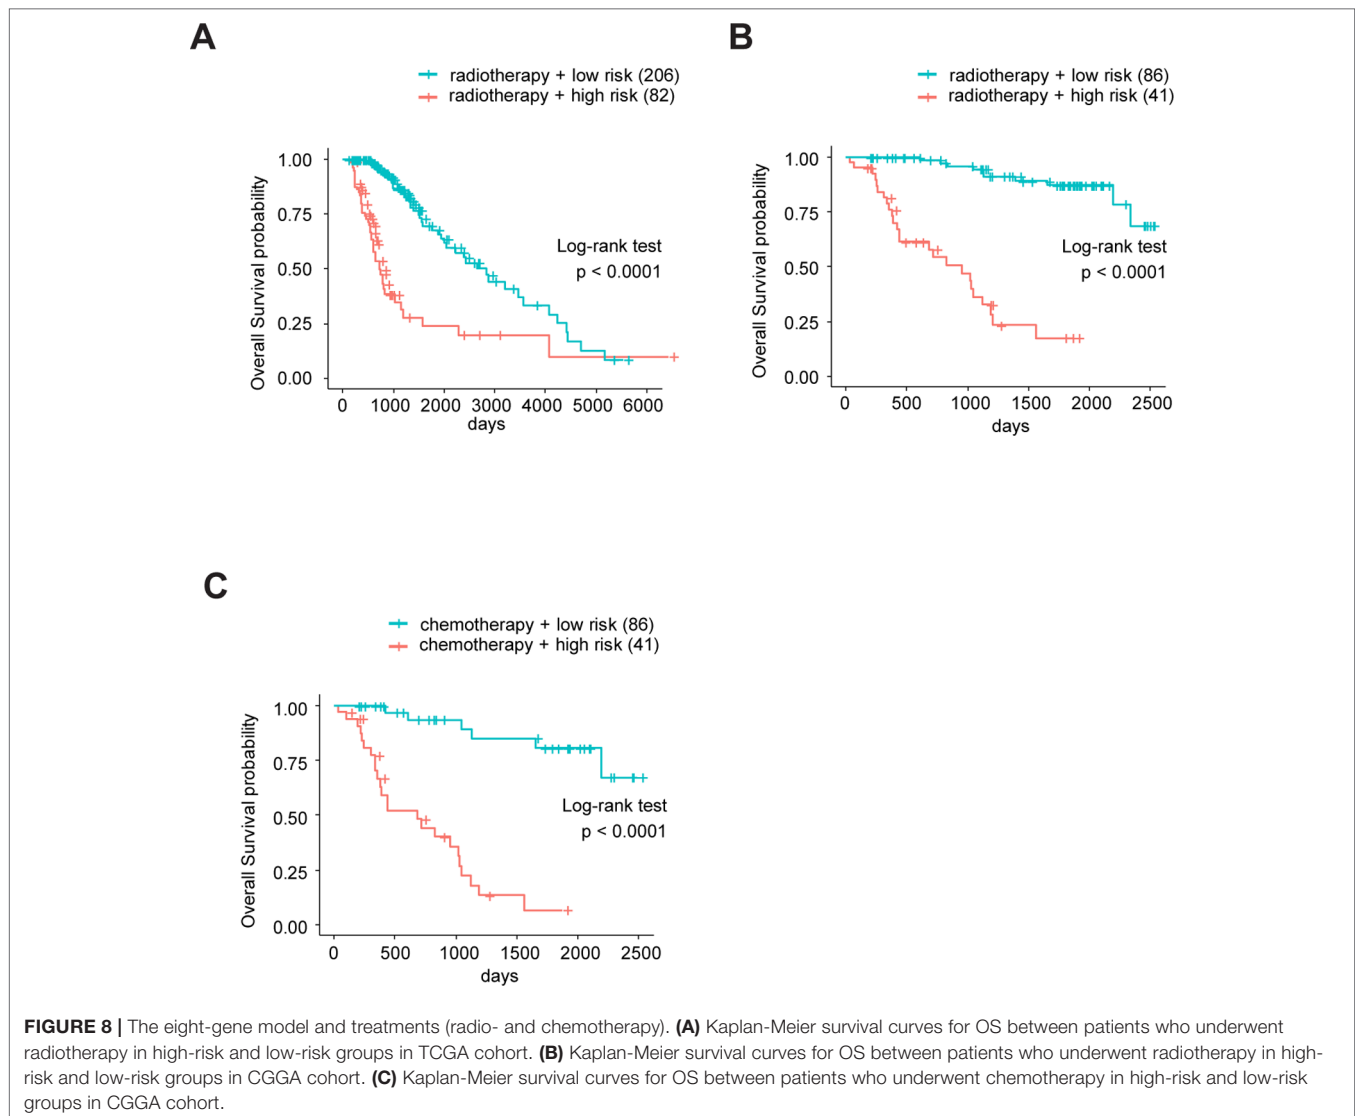 A
radiotherapy + low risk (206)
radiotherapy + high risk (82)
Overall Survival probability
1.00
0.75
0.50
0.25
0.00
Log-rank test
p < 0.0001
0 1000 2000 3000 4000 5000 6000
days
B
radiotherapy + low risk (86)
radiotherapy + high risk (41)
Overall Survival probability
1.00
0.75
0.50
0.25
0.00
Log-rank test
p < 0.0001
0 500 1000 1500 2000 2500
days
C
chemotherapy + low risk (86)
chemotherapy + high risk (41)
Overall Survival probability
1.00
0.75
0.50
0.25
0.00
Log-rank test
p < 0.0001
0 500 1000 1500 2000 2500
days
FIGURE 8 | The eight-gene model and treatments (radio- and chemotherapy). (A) Kaplan-Meier survival curves for OS between patients who underwent
radiotherapy in high-risk and low-risk groups in TCGA cohort. (B) Kaplan-Meier survival curves for OS between patients who underwent radiotherapy in high-
risk and low-risk groups in CGGA cohort. (C) Kaplan-Meier survival curves for OS between patients who underwent chemotherapy in high-risk and low-risk
groups in CGGA cohort.